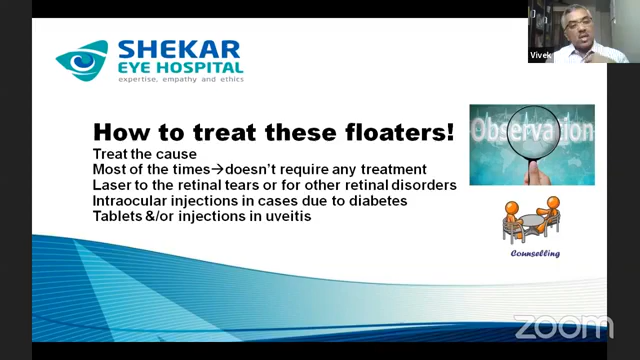 SHEKAR
EYE HOSPITAL
expertise, empathy and ethics
Vivek
How to treat these floaters!
Treat the cause
Most of the times→doesn't require any treatment
Laser to the retinal tears or for other retinal disorders
Intraocular injections in cases due to diabetes
Tablets &/or injections in uveitis
Observation
Counselling
zoom